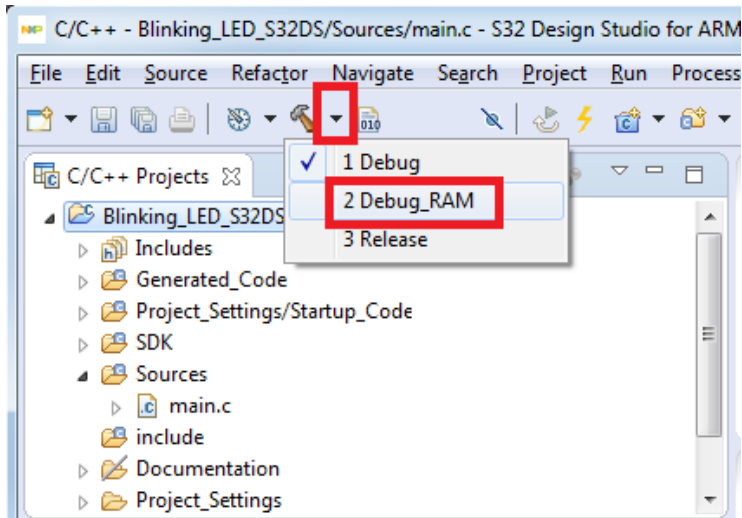 C/C++ - Blinking_LED_S32DS/Sources/main.c - S32 Design Studio for ARM
File Edit Source Refactor Navigate Search Project Run Process
010
C/C++ Projects
1 Debug
2 Debug_RAM
3 Release
Blinking_LED_S32DS
Includes
Generated_Code
Project_Settings/Startup_Code
SDK
Sources
.c main.c
include
Documentation
Project_Settings